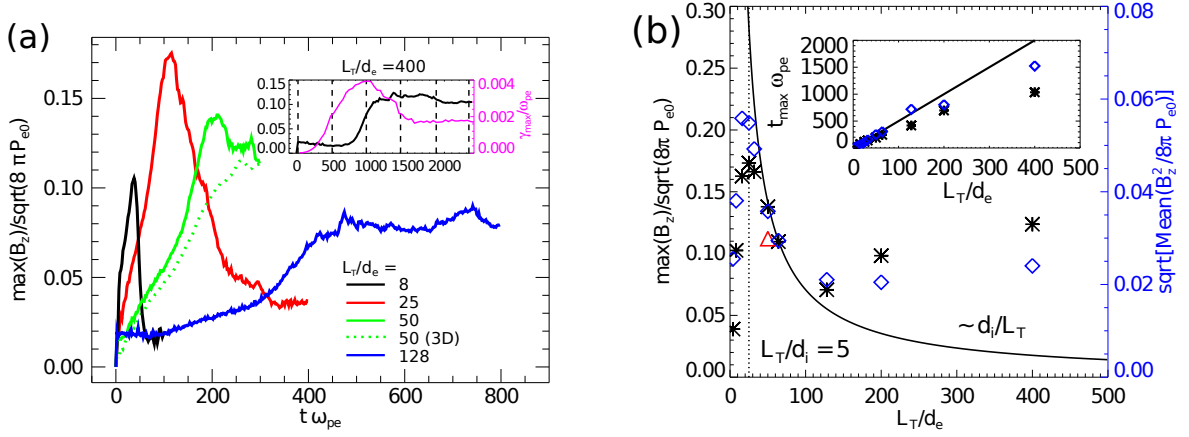 (a)
max(B_z)/sqrt(8 π P_e0)
0.15
0.10
0.05
0.00
0 200 400 600 800
t ω_pe
L_T/d_e =
8
25
50
50 (3D)
128
L_T/d_e =400
0.15
0.10
0.05
0.00
0 500 1000 1500 2000
0.004
0.002
0.000
γ_max/ω_pe
(b)
max(B_z)/sqrt(8π P_e0)
0.30
0.25
0.20
0.15
0.10
0.05
0.00
0 100 200 300 400 500
L_T/d_e
0.08
0.06
0.04
0.02
0.00
sqrt[Mean(B_z^2/8π P_e0)]
L_T/d_i = 5
~d_i/L_T
t_max ω_pe
2000
1500
1000
500
0
0 100 200 300 400 500
L_T/d_e